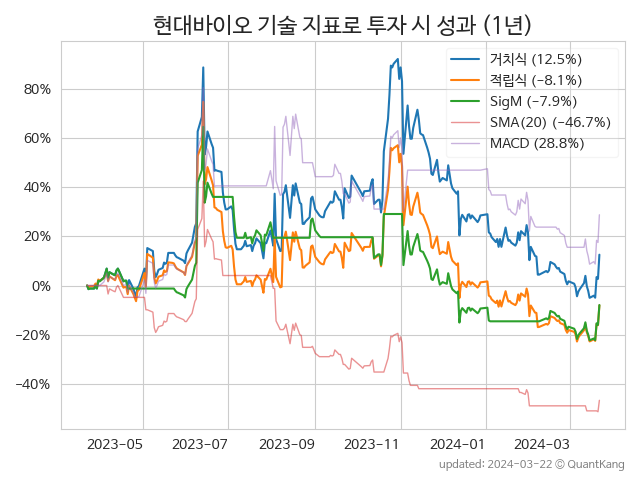 현대바이오 기술 지표로 투자 시 성과 (1년)
거치식 (12.5%)
적립식 (−8.1%)
SigM (−7.9%)
SMA(20) (−46.7%)
MACD (28.8%)
80%
60%
40%
20%
0%
−20%
−40%
2023-05 2023-07 2023-09 2023-11 2024-01 2024-03
updated: 2024-03-22 © QuantKang